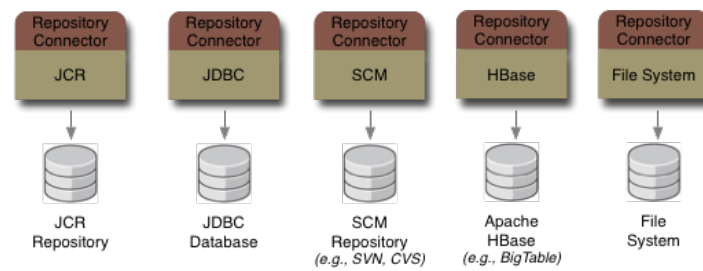 Repository
Connector
JCR
Repository
Connector
JDBC
Repository
Connector
SCM
Repository
Connector
HBase
Repository
Connector
File System
JCR
Repository
JDBC
Database
SCM
Repository
(e.g., SVN, CVS)
Apache
HBase
(e.g., BigTable)
File
System